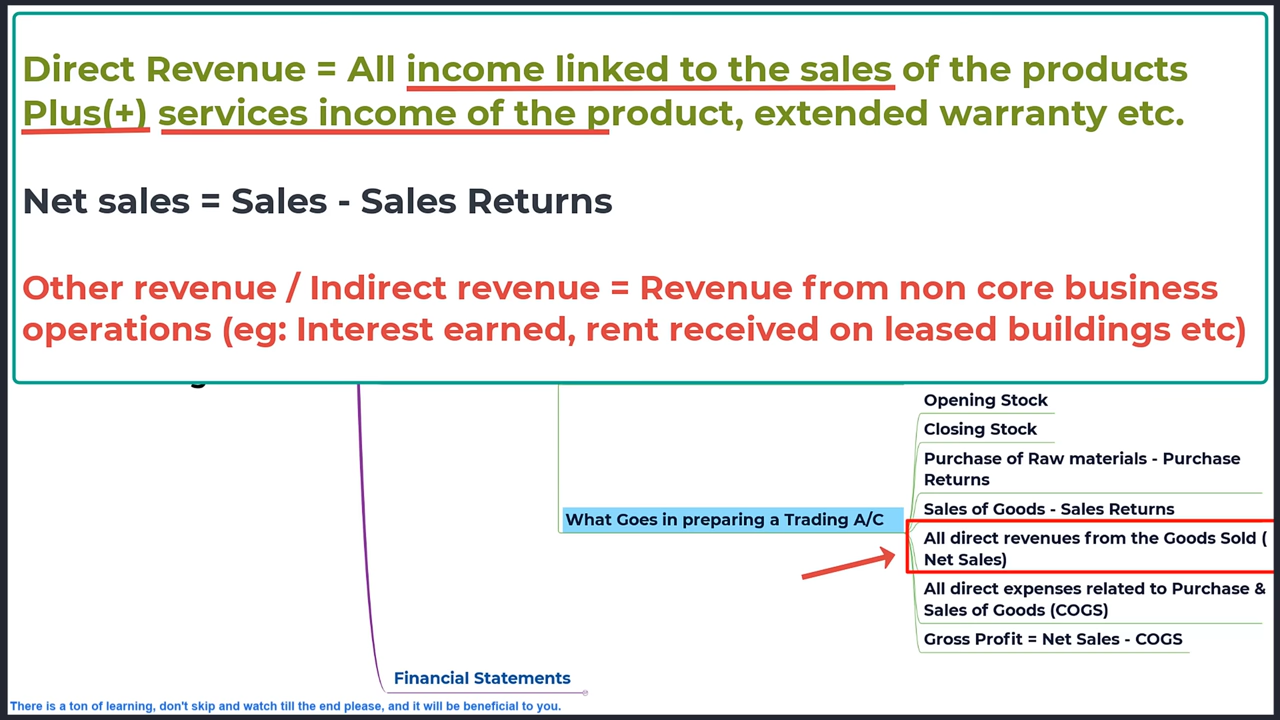 Direct Revenue = All income linked to the sales of the products
Plus(+) services income of the product, extended warranty etc.
Net sales = Sales - Sales Returns
Other revenue / Indirect revenue = Revenue from non core business
operations (eg: Interest earned, rent received on leased buildings etc)
Opening Stock
Closing Stock
Purchase of Raw materials - Purchase
Returns
Sales of Goods - Sales Returns
What Goes in preparing a Trading A/C
All direct revenues from the Goods Sold (
Net Sales)
All direct expenses related to Purchase &
Sales of Goods (COGS)
Gross Profit = Net Sales - COGS
Financial Statements
There is a ton of learning, don't skip and watch till the end please, and it will be beneficial to you.